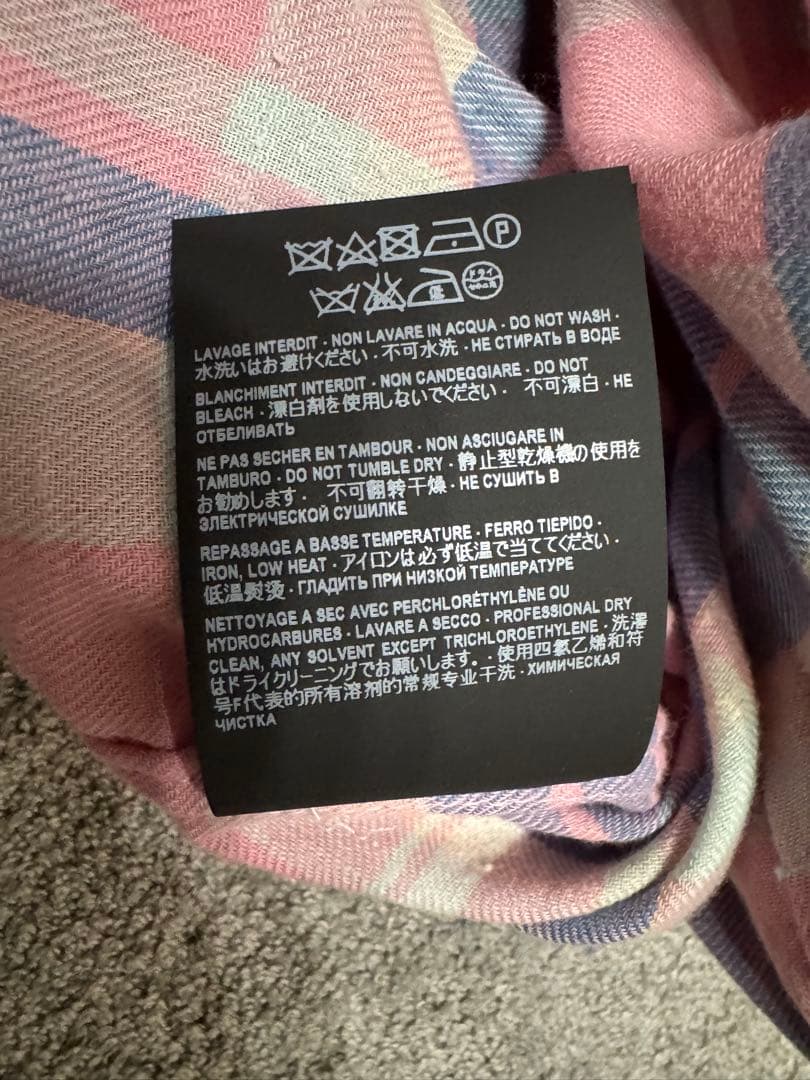 P
低
ドライ
セキユ系
LAVAGE INTERDIT · NON LAVARE IN ACQUA · DO NOT WASH ·
水洗いはお避けください · 不可水洗 · НЕ СТИРАТЬ В ВОДЕ
BLANCHIMENT INTERDIT · NON CANDEGGIARE · DO NOT
BLEACH · 漂白剤を使用しないでください · 不可漂白 · НЕ
ОТБЕЛИВАТЬ
NE PAS SECHER EN TAMBOUR · NON ASCIUGARE IN
TAMBURO · DO NOT TUMBLE DRY · 静止型乾燥機の使用を
お勧めします · 不可翻转干燥 · НЕ СУШИТЬ В
ЭЛЕКТРИЧЕСКОЙ СУШИЛКЕ
REPASSAGE A BASSE TEMPERATURE · FERRO TIEPIDO ·
IRON, LOW HEAT · アイロンは必ず低温で当ててください ·
低温熨烫 · ГЛАДИТЬ ПРИ НИЗКОЙ ТЕМПЕРАТУРЕ
NETTOYAGE A SEC AVEC PERCHLORÉTHYLÈNE OU
HYDROCARBURES · LAVARE A SECCO · PROFESSIONAL DRY
CLEAN, ANY SOLVENT EXCEPT TRICHLOROETHYLENE · 洗濯
はドライクリーニングでお願いします。· 使用四氯乙烯和符
号F代表的所有溶剂的常规专业干洗 · ХИМИЧЕСКАЯ
ЧИСТКА